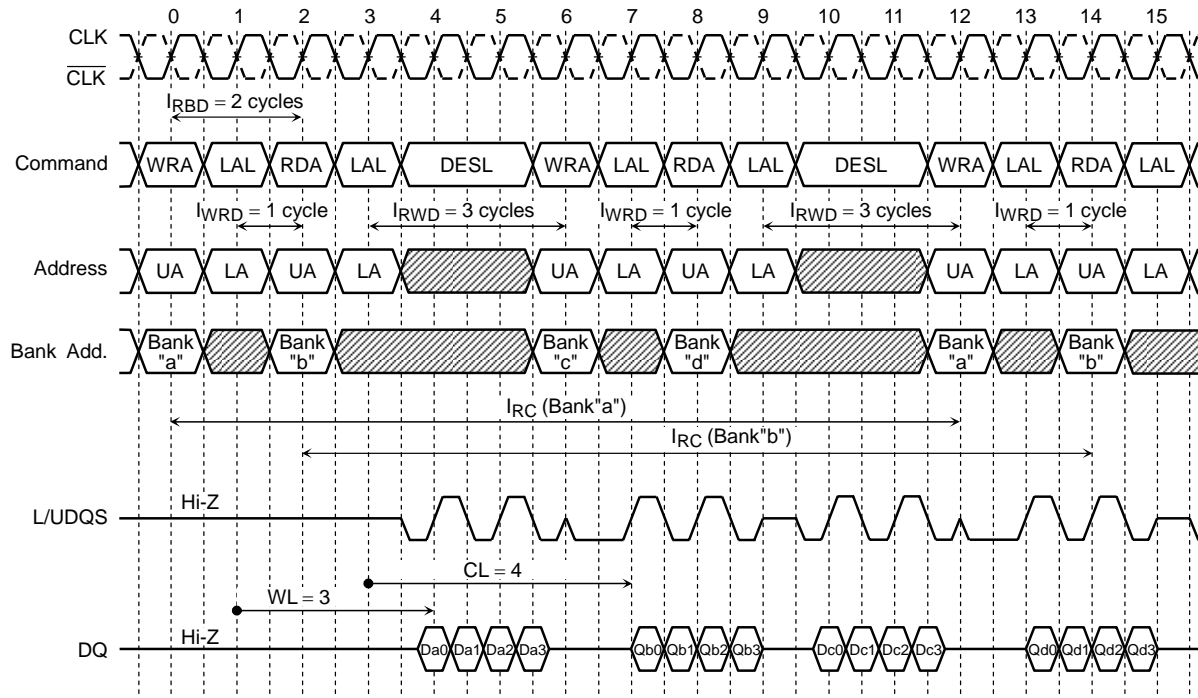 0 1 2 3 4 5 6 7 8 9 10 11 12 13 14 15
CLK
CLK
IRBD = 2 cycles
Command WRA LAL RDA LAL DESL WRA LAL RDA LAL DESL WRA LAL RDA LAL
IWRD = 1 cycle IRWD = 3 cycles IWRD = 1 cycle IRWD = 3 cycles IWRD = 1 cycle
Address UA LA UA LA UA LA UA LA UA LA UA LA
Bank Add. Bank "a" Bank "b" Bank "c" Bank "d" Bank "a" Bank "b"
IRC (Bank"a")
IRC (Bank"b")
L/UDQS Hi-Z
CL = 4
WL = 3
DQ Hi-Z Da0 Da1 Da2 Da3 Qb0 Qb1 Qb2 Qb3 Dc0 Dc1 Dc2 Dc3 Qd0 Qd1 Qd2 Qd3